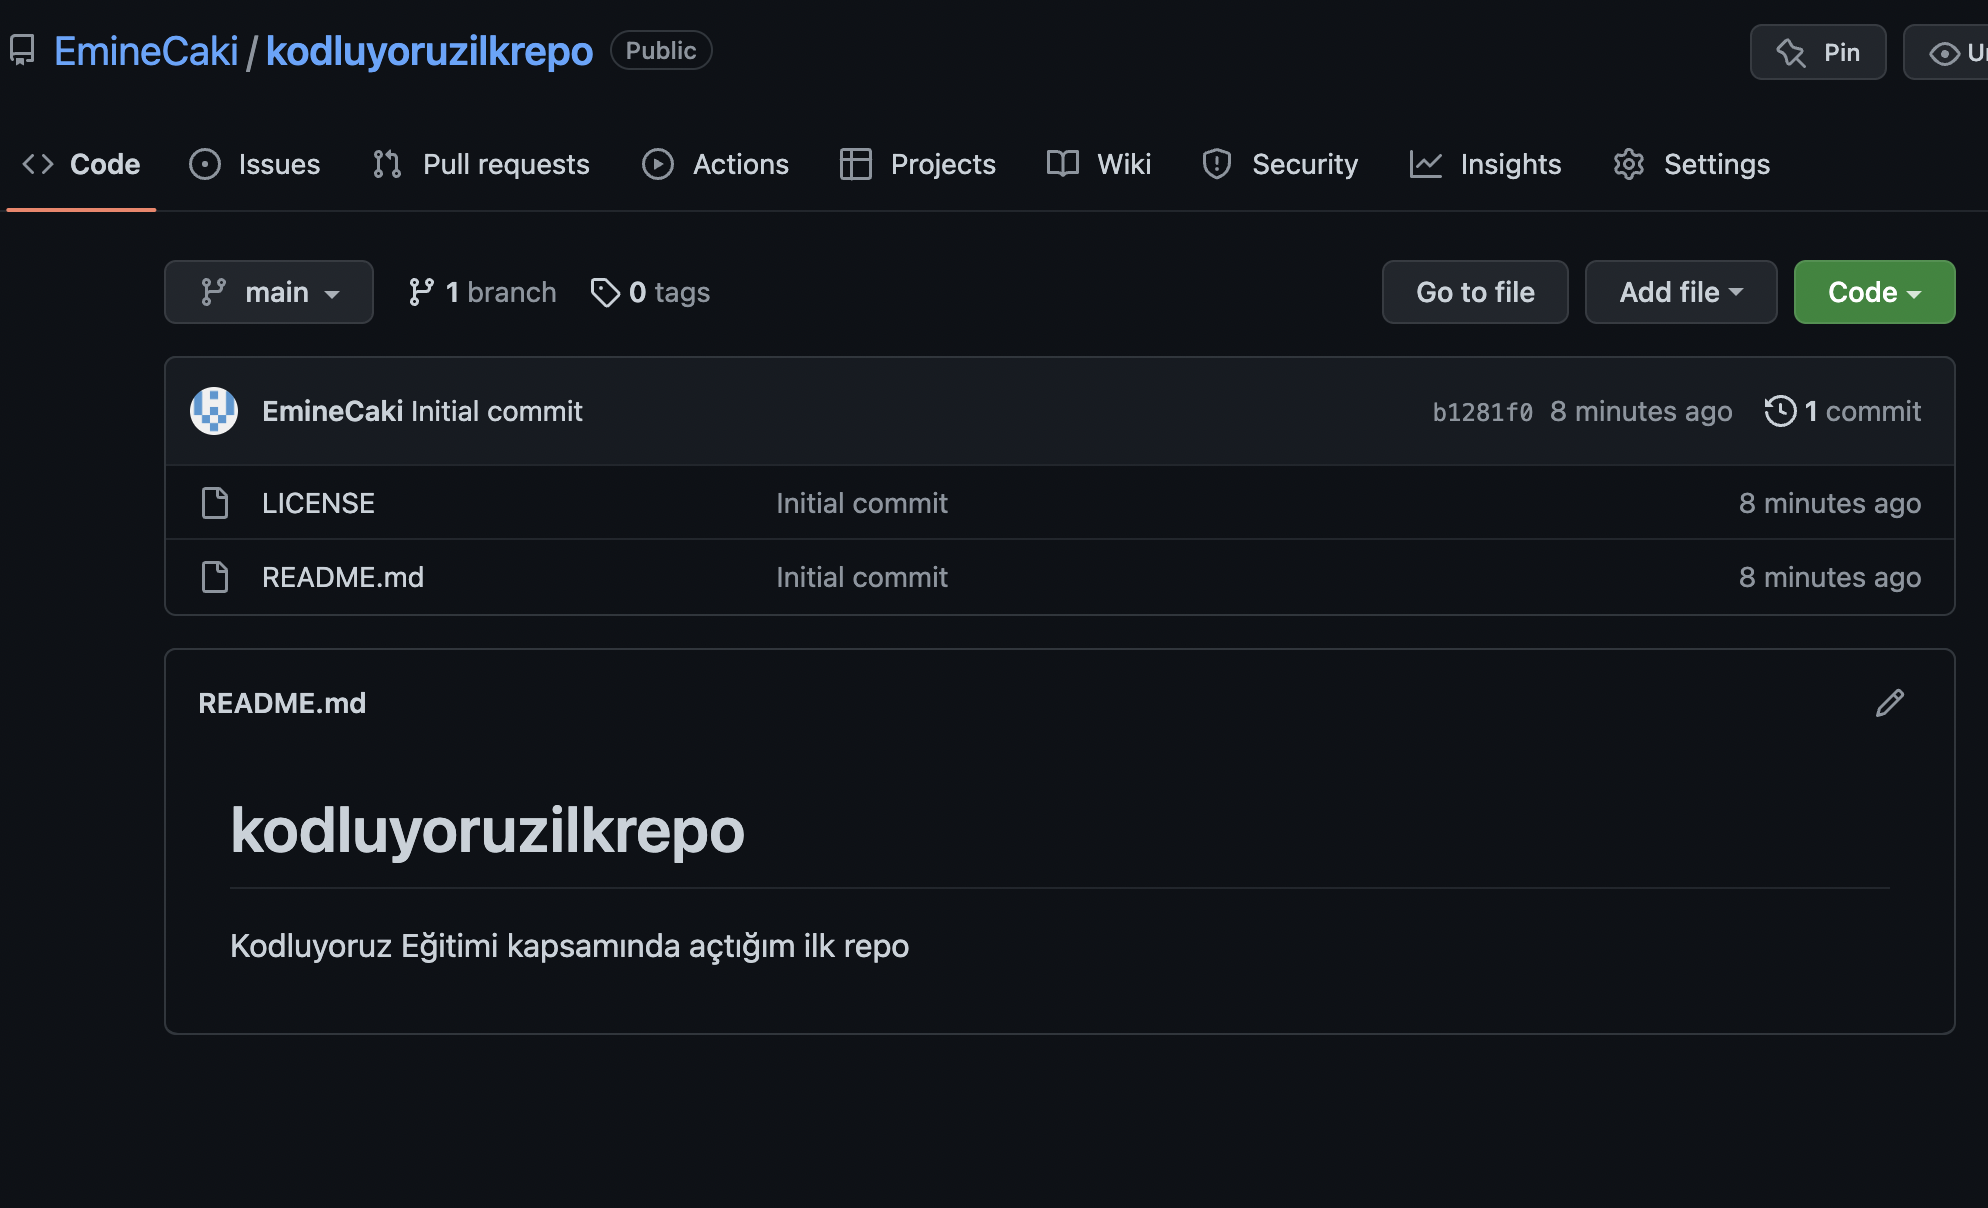 EmineCaki / kodluyoruzilkrepo Public
Pin
Code Issues Pull requests Actions Projects Wiki Security Insights Settings
main 1 branch 0 tags Go to file Add file Code
EmineCaki Initial commit b1281f0 8 minutes ago 1 commit
LICENSE Initial commit 8 minutes ago
README.md Initial commit 8 minutes ago
README.md
kodluyoruzilkrepo
Kodluyoruz Eğitimi kapsamında açtığım ilk repo